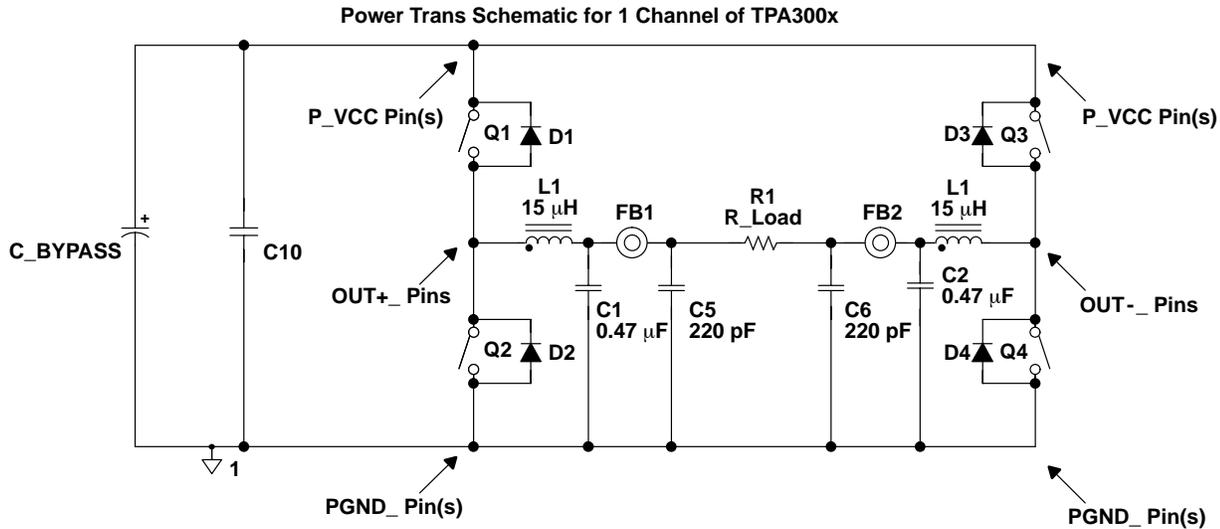 Power Trans Schematic for 1 Channel of TPA300x
P_VCC Pin(s)
P_VCC Pin(s)
Q1
D1
D3
Q3
L1
15 μH
FB1
R1
R_Load
FB2
L1
15 μH
+
C_BYPASS
C10
OUT+_ Pins
C1
0.47 μF
C5
220 pF
C6
220 pF
C2
0.47 μF
OUT-_ Pins
Q2
D2
D4
Q4
1
PGND_ Pin(s)
PGND_ Pin(s)